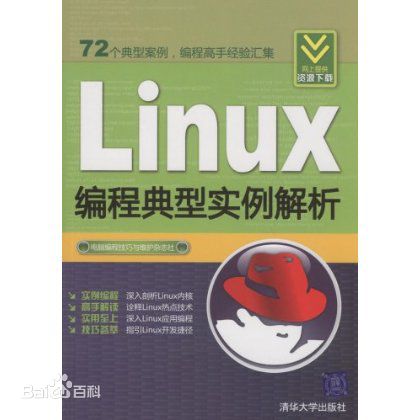 72个典型案例，编程高手经验汇集
网上提供
资源下载
Linux
编程典型实例解析
电脑编程技巧与维护杂志社
实例编程 深入剖析Linux内核
高手解读 诠释Linux热点技术
实用至上 深入Linux应用编程
技巧荟萃 指引Linux开发捷径
Bai百科
清华大学出版社